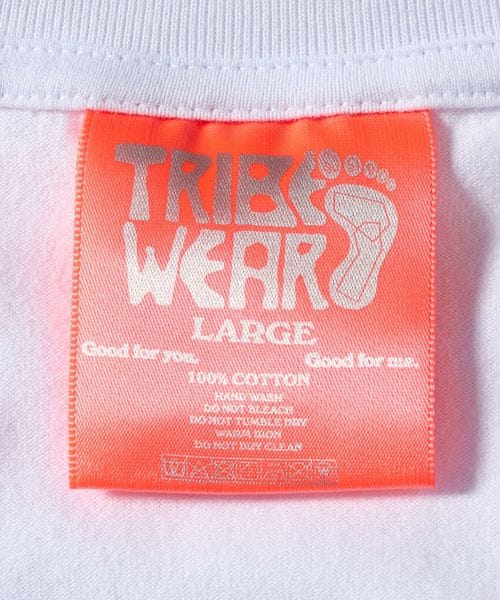 TRIBE
WEAR
LARGE
Good for you. Good for me.
100% COTTON
HAND WASH
DO NOT BLEACH
DO NOT TUMBLE DRY
WARM IRON
DO NOT DRY CLEAN